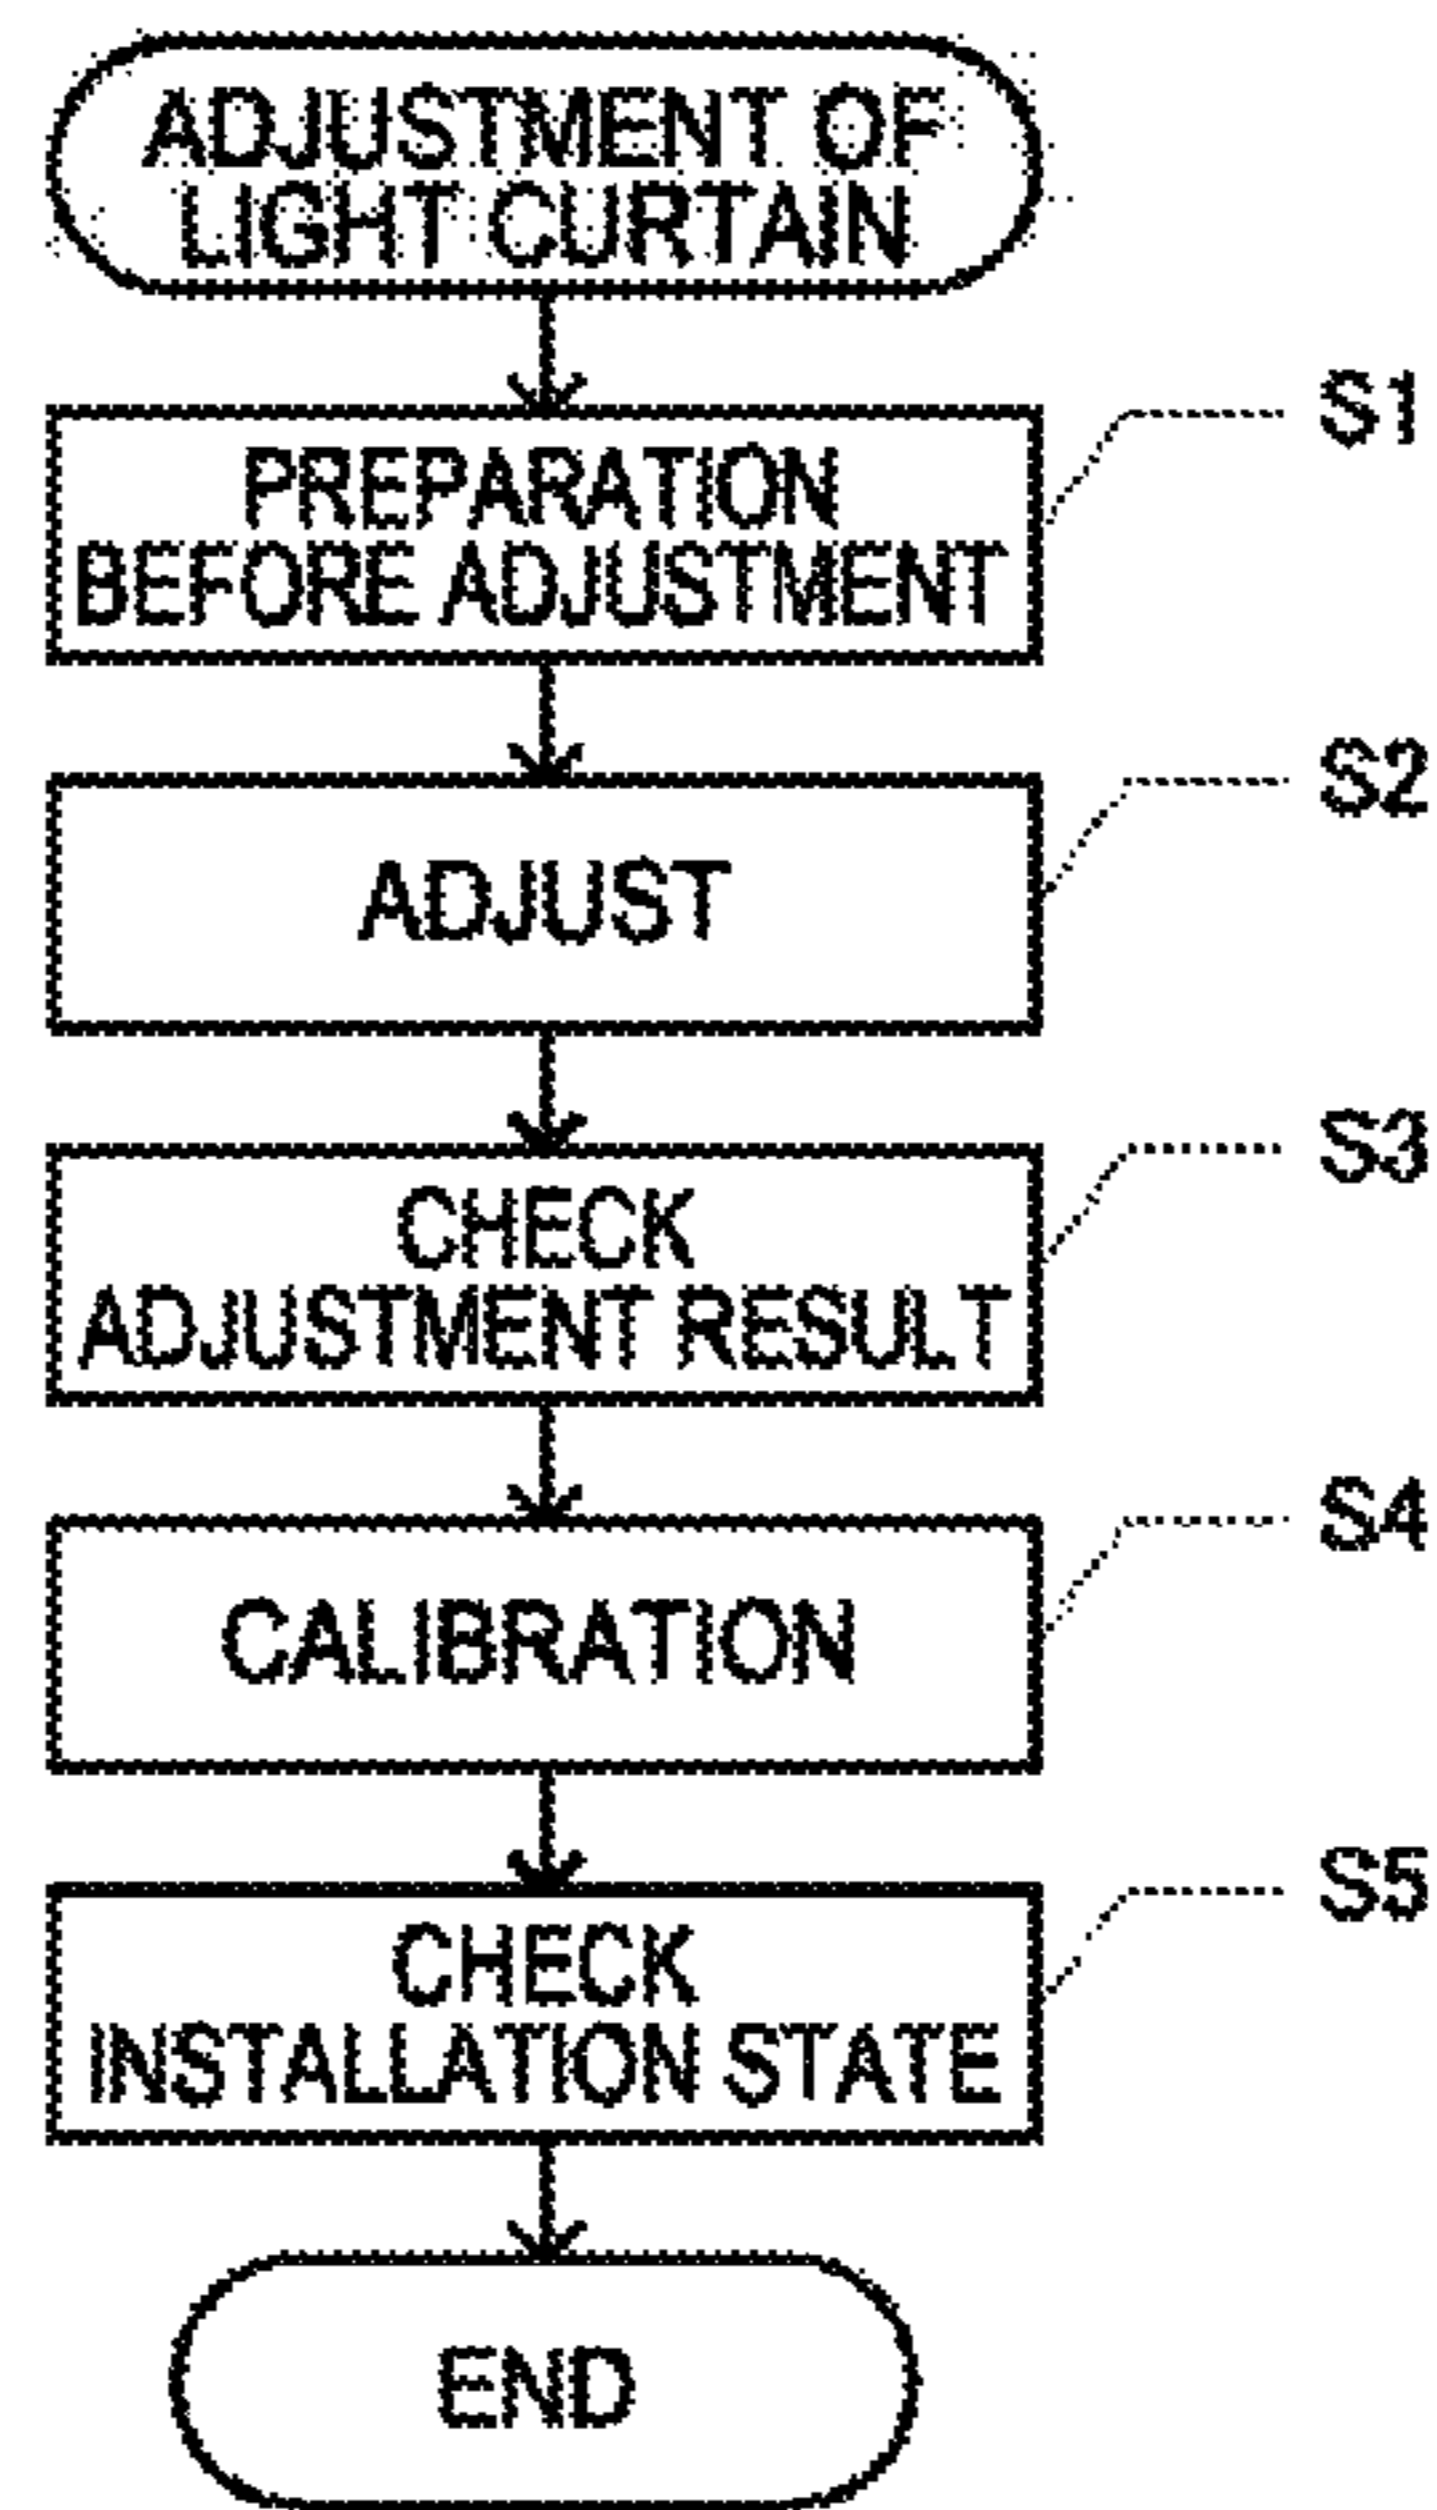 ADJUSTMENT OF
LIGHT CURTAIN
S1
PREPARATION
BEFORE ADJUSTMENT
S2
ADJUST
S3
CHECK
ADJUSTMENT RESULT
S4
CALIBRATION
S5
CHECK
INSTALLATION STATE
END